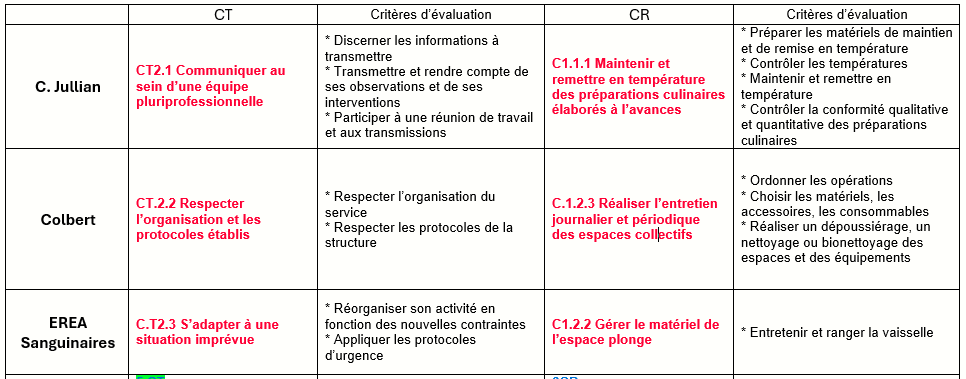 CT
Critères d’évaluation
CR
Critères d’évaluation
C. Jullian
CT2.1 Communiquer au
sein d’une équipe
pluriprofessionnelle
* Discerner les informations à
transmettre
* Transmettre et rendre compte de
ses observations et de ses
interventions
* Participer à une réunion de travail
et aux transmissions
C1.1.1 Maintenir et
remettre en température
des préparations culinaires
élaborés à l’avances
* Préparer les matériels de maintien
et de remise en température
* Contrôler les températures
* Maintenir et remettre en
température
* Contrôler la conformité qualitative
et quantitative des préparations
culinaires
Colbert
CT.2.2 Respecter
l’organisation et les
protocoles établis
* Respecter l’organisation du
service
* Respecter les protocoles de la
structure
C.1.2.3 Réaliser l’entretien
journalier et périodique
des espaces collectifs
* Ordonner les opérations
* Choisir les matériels, les
accessoires, les consommables
* Réaliser un dépoussiérage, un
nettoyage ou bionettoyage des
espaces et des équipements
EREA
Sanguinaires
C.T2.3 S’adapter à une
situation imprévue
* Réorganiser son activité en
fonction des nouvelles contraintes
* Appliquer les protocoles
d’urgence
C1.2.2 Gérer le matériel de
l’espace plonge
* Entretenir et ranger la vaisselle